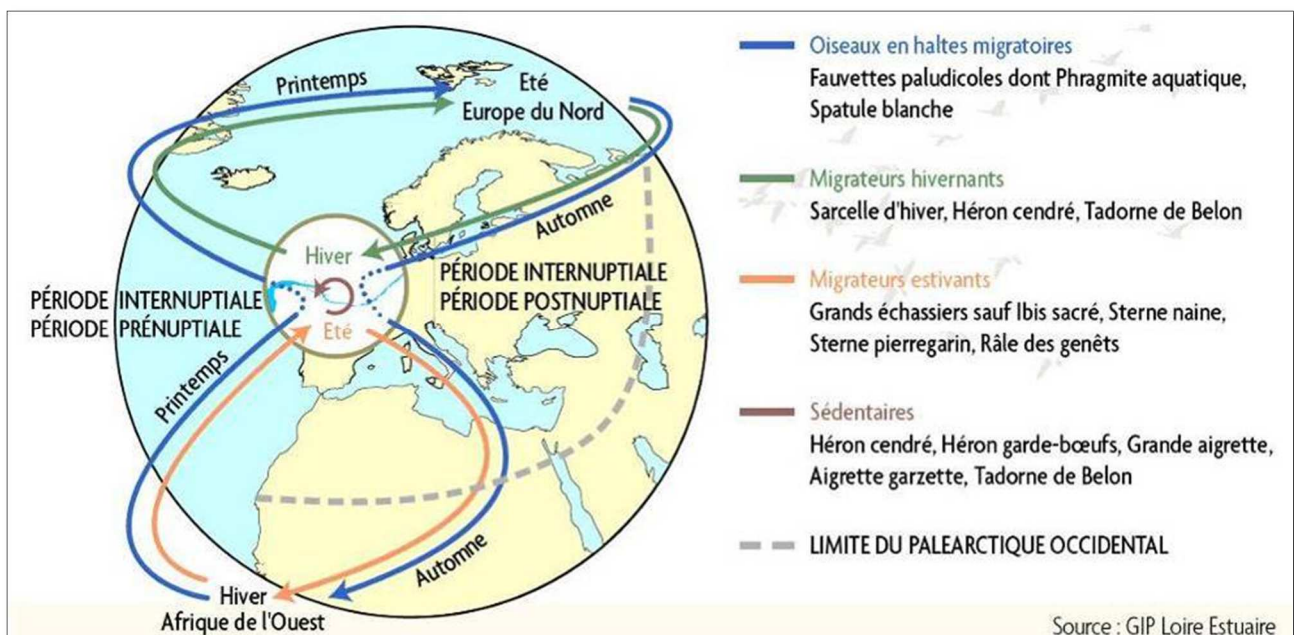 Printemps
Eté
Europe du Nord
Automne
Hiver
PÉRIODE INTERNUPTIALE
PÉRIODE POSTNUPTIALE
PÉRIODE INTERNUPTIALE
PÉRIODE PRÉNUPTIALE
Eté
Printemps
Automne
Hiver
Afrique de l'Ouest
Oiseaux en haltes migratoires
Fauvettes paludicoles dont Phragmite aquatique,
Spatule blanche
Migrateurs hivernants
Sarcelle d'hiver, Héron cendré, Tadorne de Belon
Migrateurs estivants
Grands échassiers sauf Ibis sacré, Sterne naine,
Sterne pierregarin, Râle des genêts
Sédentaires
Héron cendré, Héron garde-bœufs, Grande aigrette,
Aigrette garzette, Tadorne de Belon
LIMITE DU PALEARCTIQUE OCCIDENTAL
Source : GIP Loire Estuaire